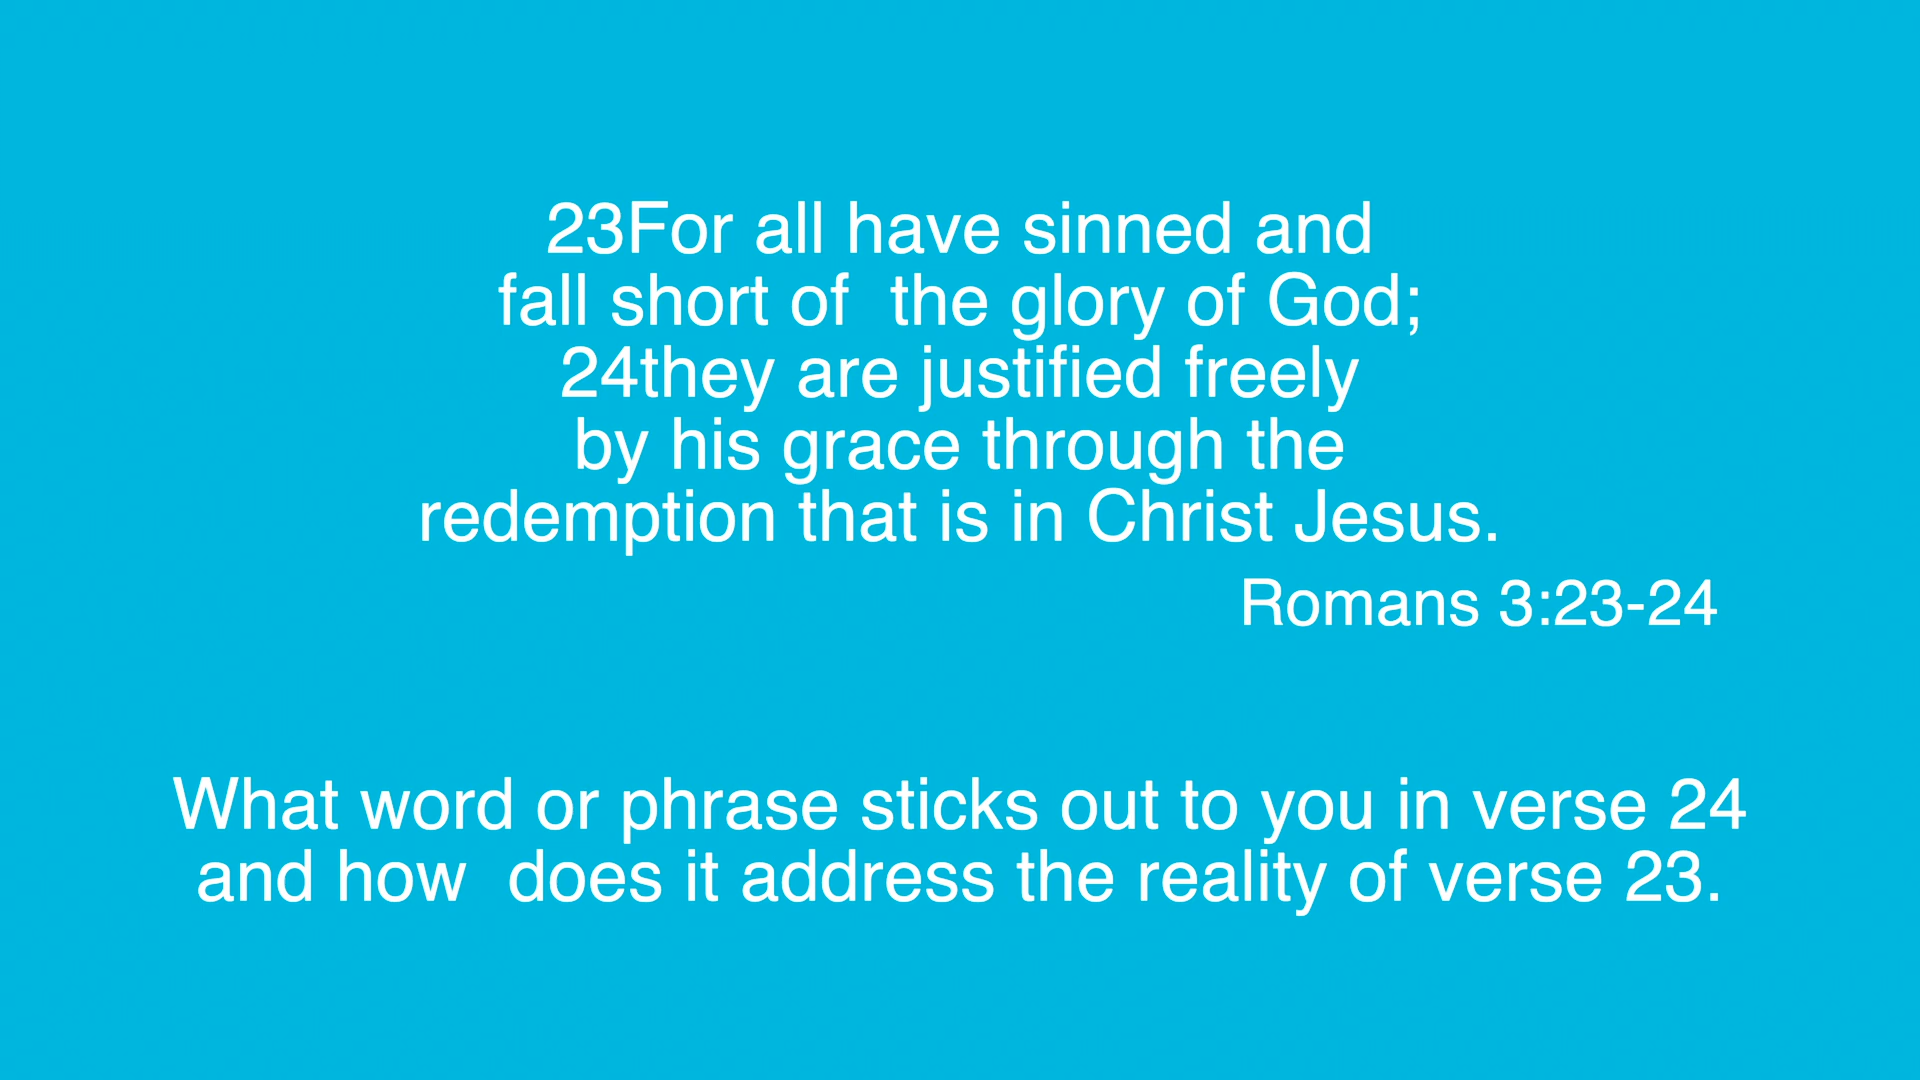 23For all have sinned and
fall short of  the glory of God;
24they are justified freely
by his grace through the
redemption that is in Christ Jesus.
Romans 3:23-24
What word or phrase sticks out to you in verse 24
and how  does it address the reality of verse 23.